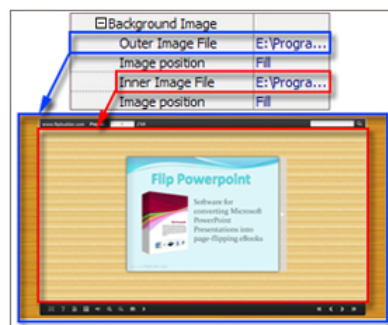 Background Image
Outer Image File E:\Progra...
Image position Fill
Inner Image File E:\Progra...
Image position Fill
Flip Powerpoint
Software for
converting Microsoft
PowerPoint
Presentations into
page-flipping eBooks